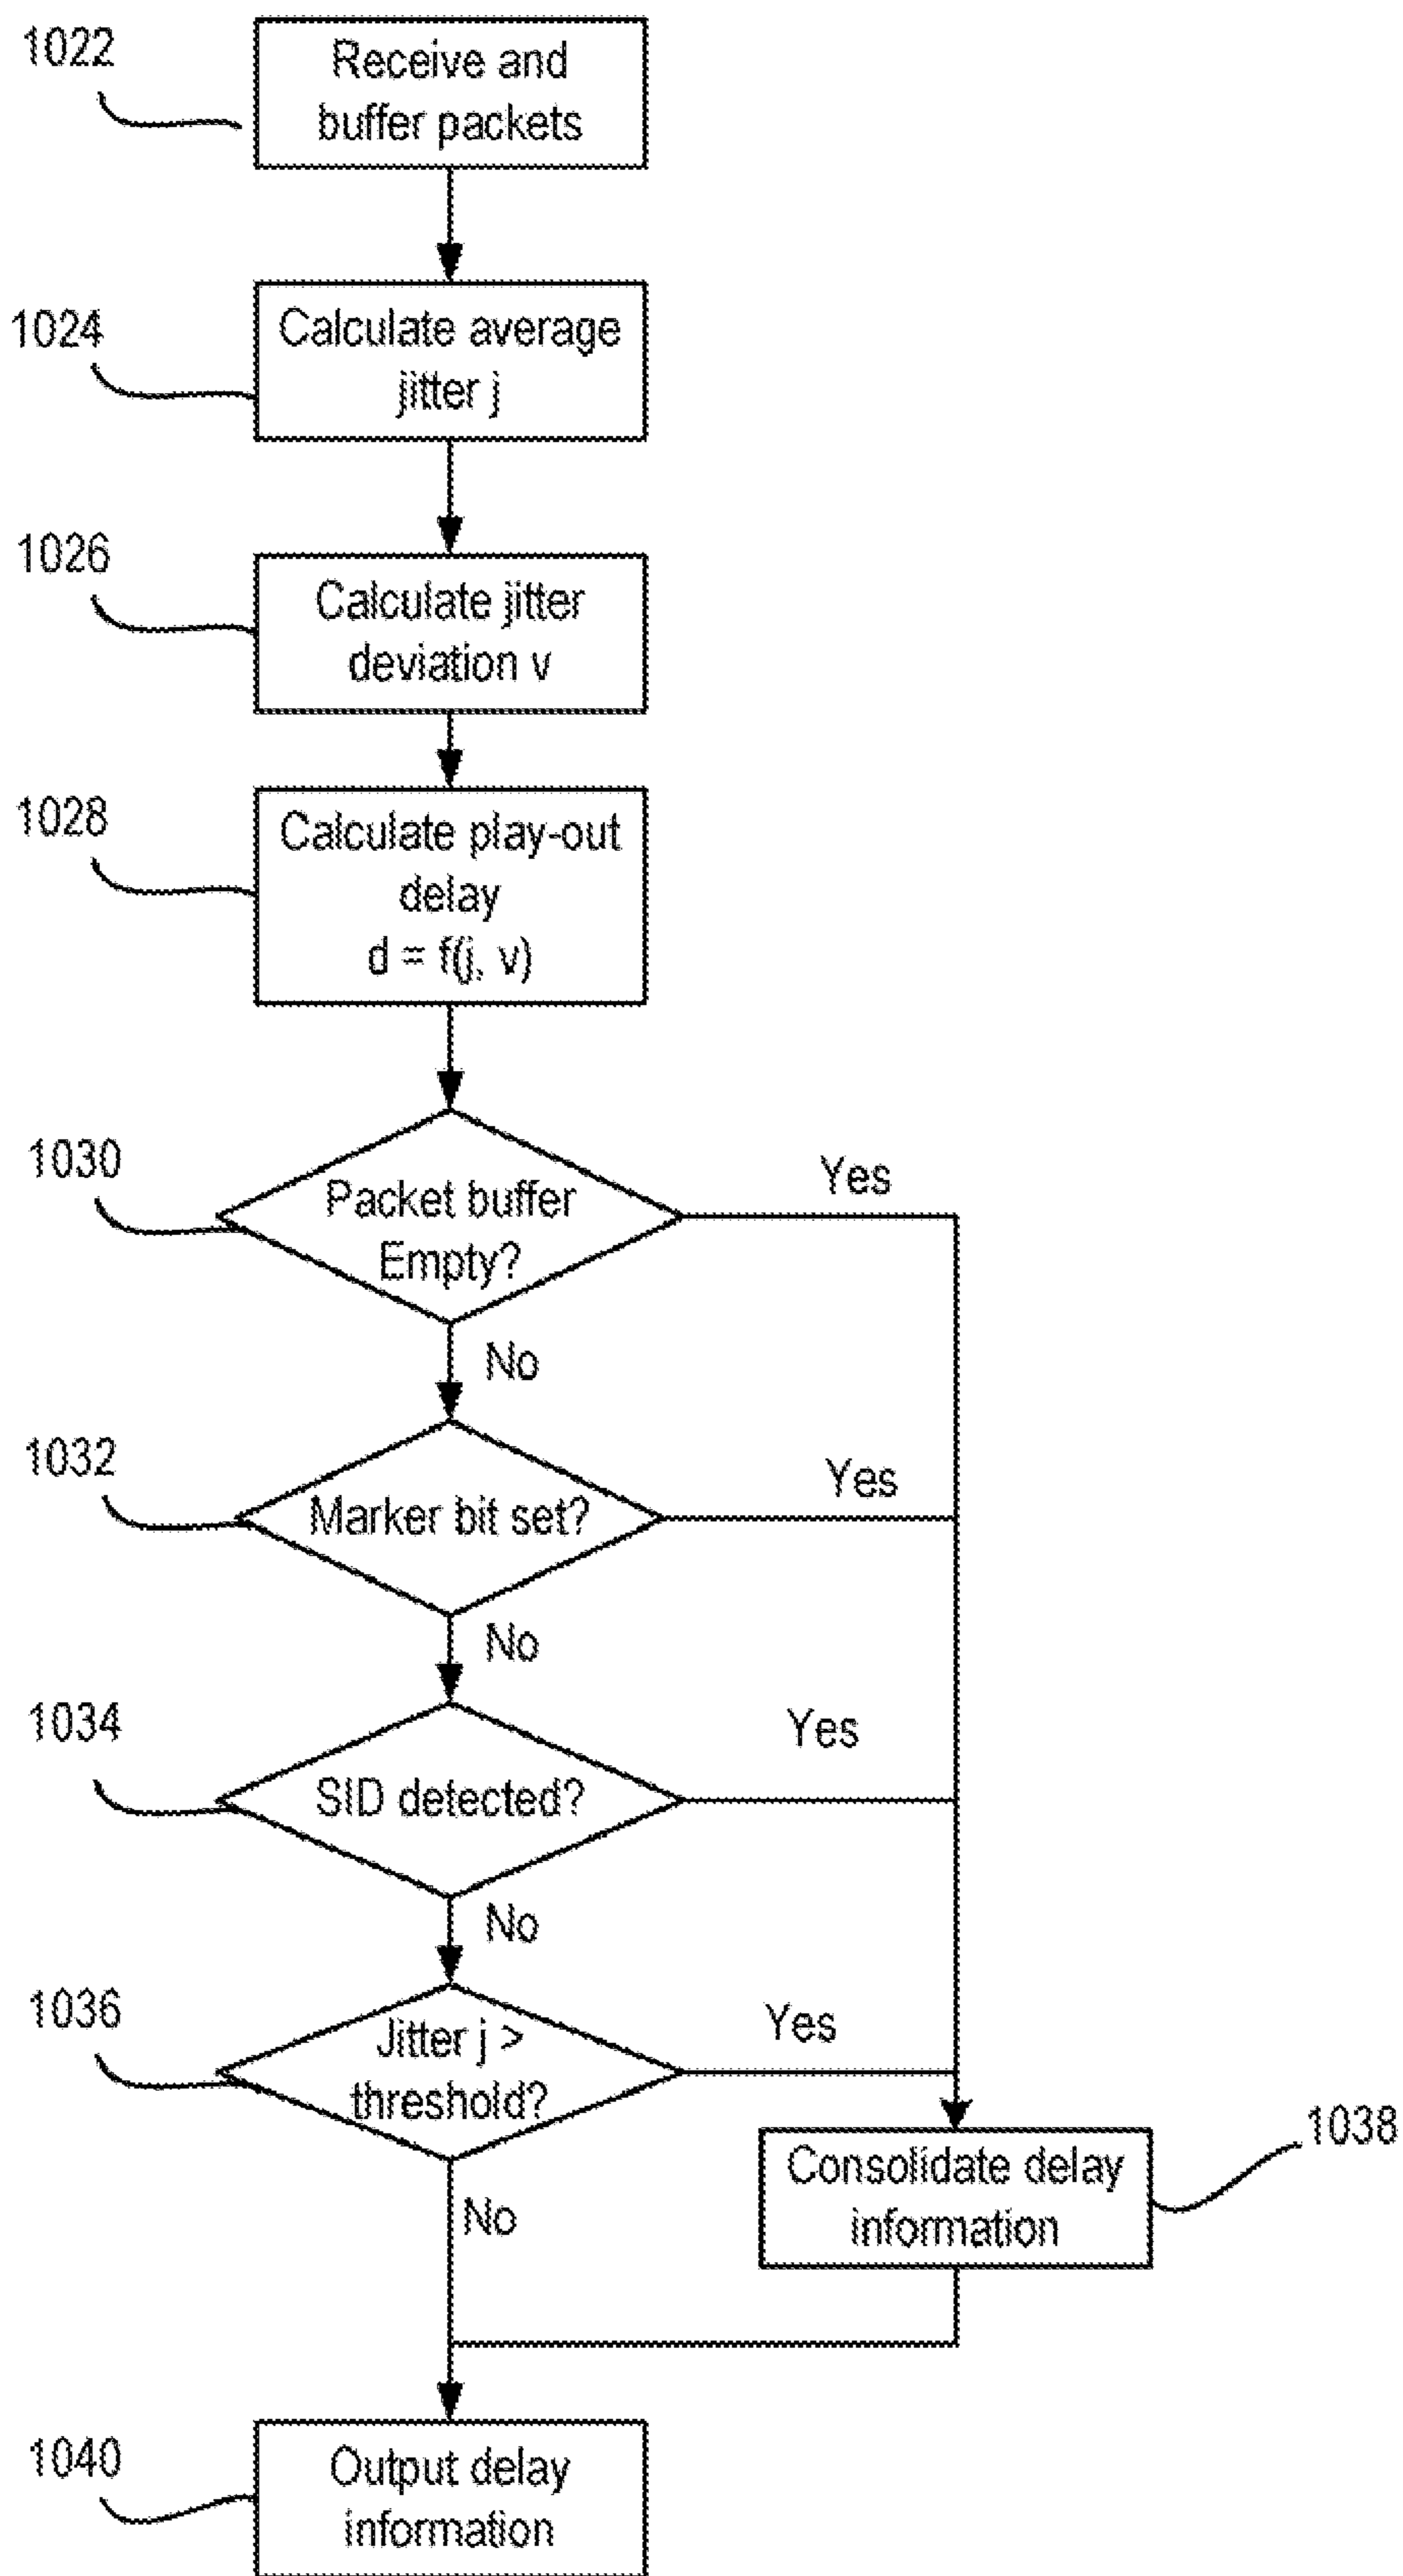 1022
Receive and
buffer packets
1024
Calculate average
jitter j
1026
Calculate jitter
deviation v
1028
Calculate play-out
delay
d = f(j, v)
1030
Packet buffer
Empty?
Yes
No
1032
Marker bit set?
Yes
No
1034
SID detected?
Yes
No
1036
Jitter j >
threshold?
Yes
No
1038
Consolidate delay
information
1040
Output delay
information